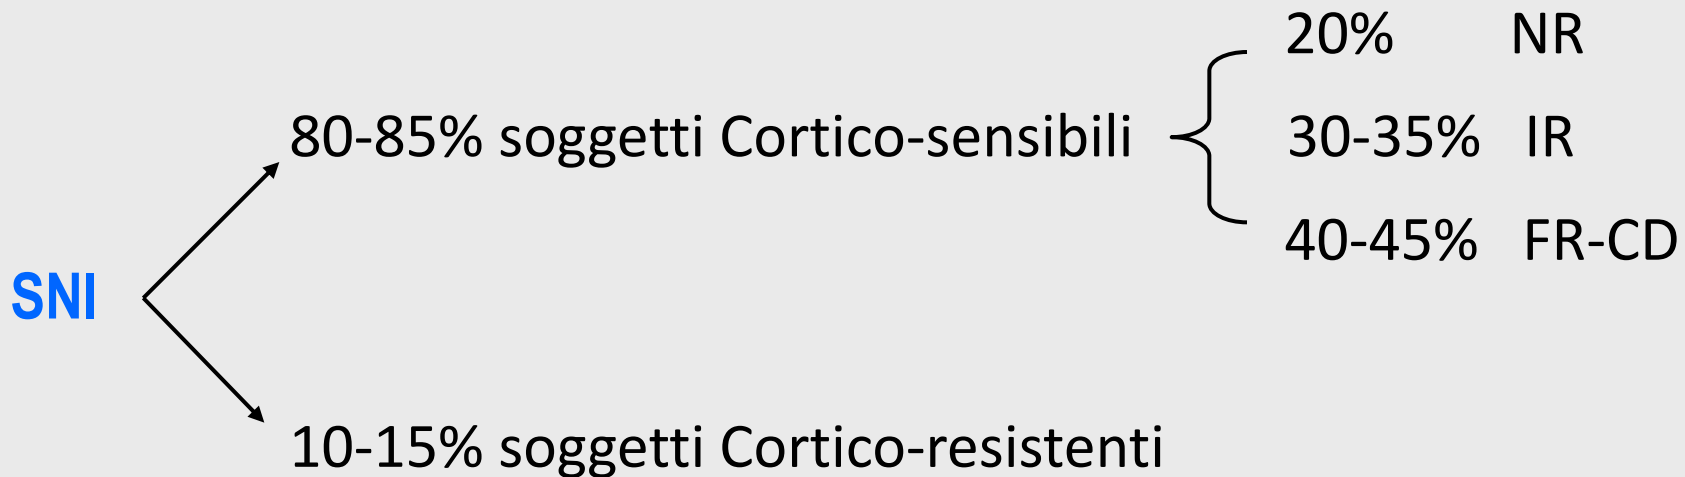 20% NR
80-85% soggetti Cortico-sensibili 30-35% IR
40-45% FR-CD
SNI
10-15% soggetti Cortico-resistenti